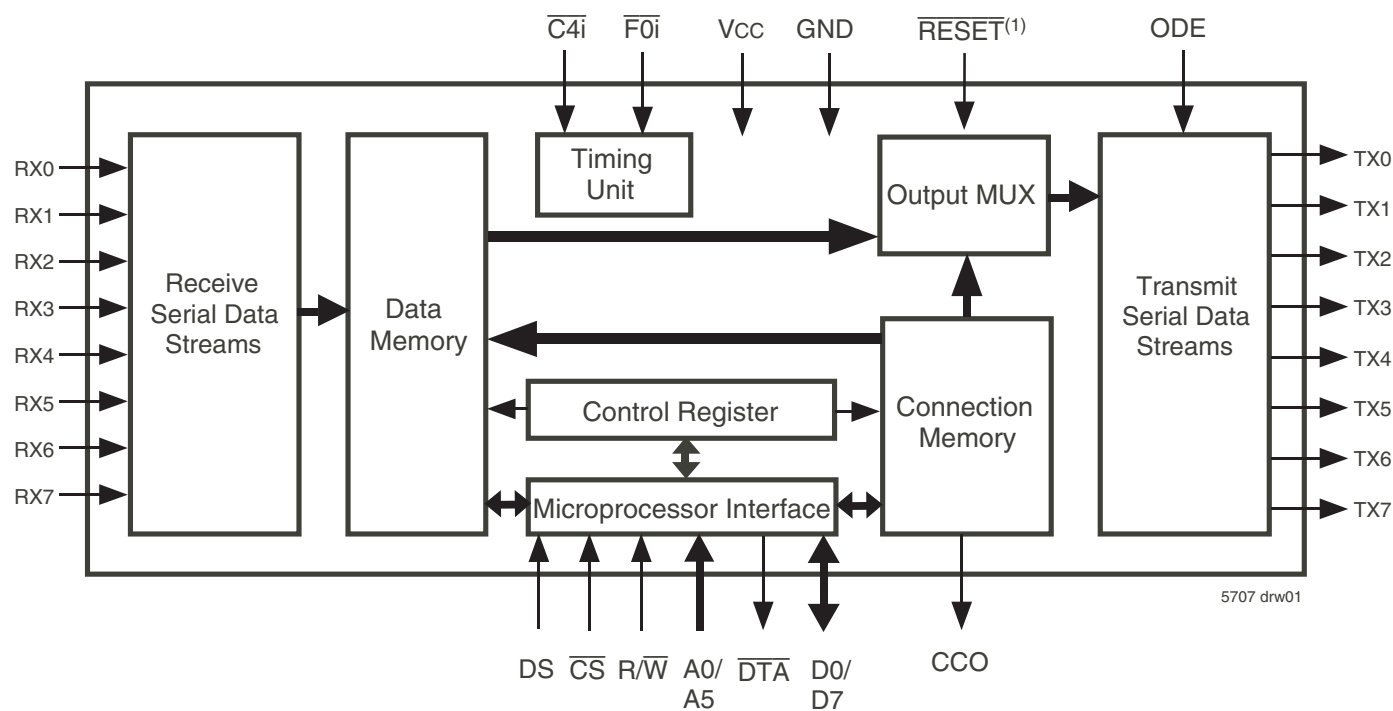 C4i F0i VCC GND RESET(1) ODE
RX0
RX1
RX2
RX3
RX4
RX5
RX6
RX7
Receive
Serial Data
Streams
Data
Memory
Timing
Unit
Output MUX
Control Register
Microprocessor Interface
Connection
Memory
Transmit
Serial Data
Streams
TX0
TX1
TX2
TX3
TX4
TX5
TX6
TX7
5707 drw01
DS CS R/W A0/
A5 DTA D0/
D7
CCO